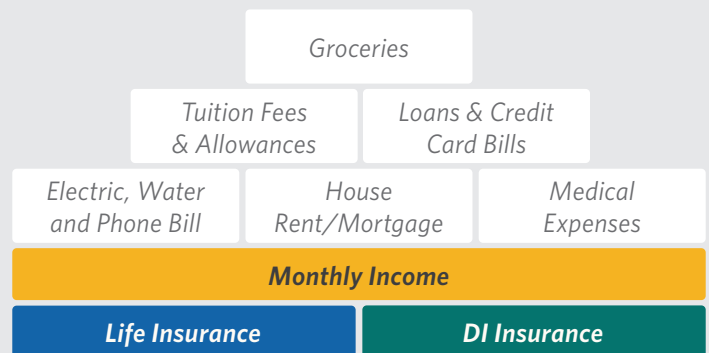 Groceries
Tuition Fees
& Allowances
Loans & Credit
Card Bills
Electric, Water
and Phone Bill
House
Rent/Mortgage
Medical
Expenses
Monthly Income
Life Insurance
DI Insurance